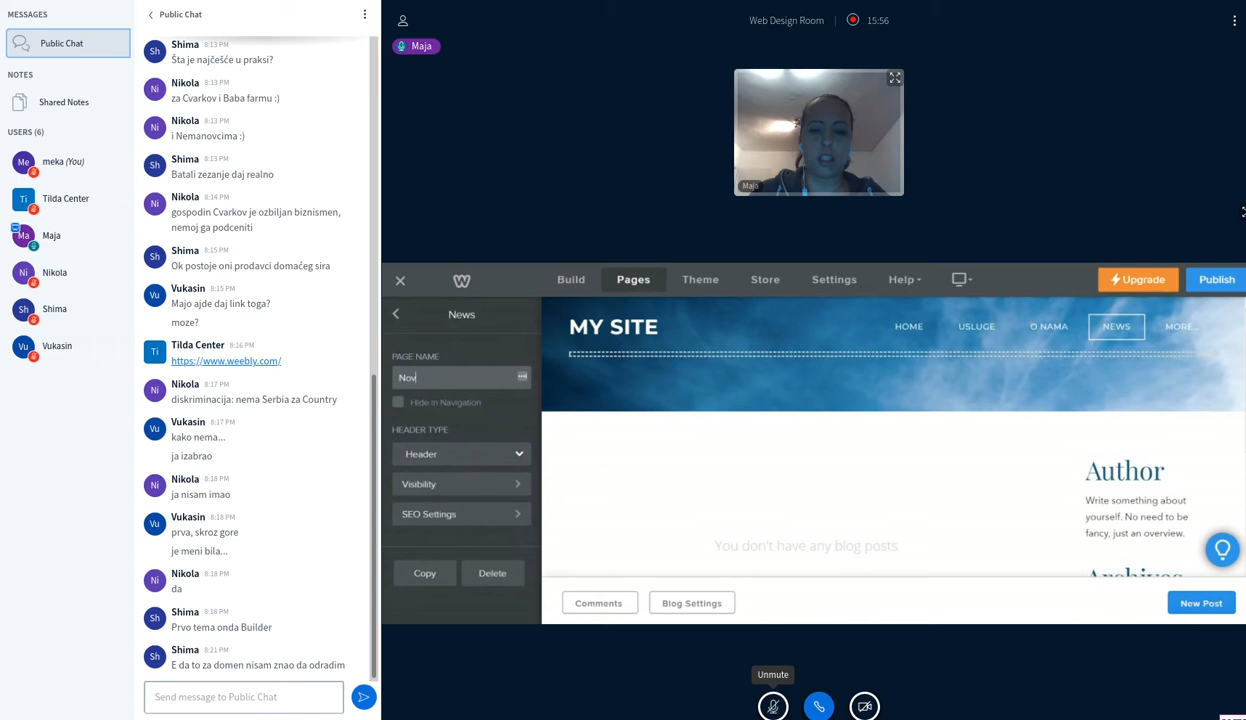 MESSAGES
Public Chat
NOTES
Shared Notes
USERS (6)
Me
meka (You)
Ti
Tilda Center
Ma
Maja
Ni
Nikola
Sh
Shima
Vu
Vukasin
Public Chat
Sh
Shima 8:13 PM
Šta je najčešće u praksi?
Ni
Nikola 8:13 PM
za Cvarkov i Baba farmu :)
Ni
Nikola 8:13 PM
i Nemanovcima :)
Sh
Shima 8:13 PM
Batali zezanje daj realno
Ni
Nikola 8:14 PM
gospodin Cvarkov je ozbiljan biznismen,
nemoj ga podceniti
Sh
Shima 8:15 PM
Ok postoje oni prodavci domaćeg sira
Vu
Vukasin 8:15 PM
Majo ajde daj link toga?
moze?
Ti
Tilda Center 8:16 PM
https://www.weebly.com/
Ni
Nikola 8:17 PM
diskriminacija: nema Serbia za Country
Vu
Vukasin 8:17 PM
kako nema...
ja izabrao
Ni
Nikola 8:18 PM
ja nisam imao
Vu
Vukasin 8:18 PM
prva, skroz gore
je meni bila...
Ni
Nikola 8:18 PM
da
Sh
Shima 8:18 PM
Prvo tema onda Builder
Sh
Shima 8:21 PM
E da to za domen nisam znao da odradim
Send message to Public Chat
Web Design Room
15:56
Maja
Maja
Build
Pages
Theme
Store
Settings
Help
Upgrade
Publish
News
PAGE NAME
Nov
Hide in Navigation
HEADER TYPE
Header
Visibility
SEO Settings
Copy
Delete
MY SITE
HOME
USLUGE
O NAMA
NEWS
MORE...
Author
Write something about
yourself. No need to be
fancy, just an overview.
Archives
You don't have any blog posts
Comments
Blog Settings
New Post
Unmute